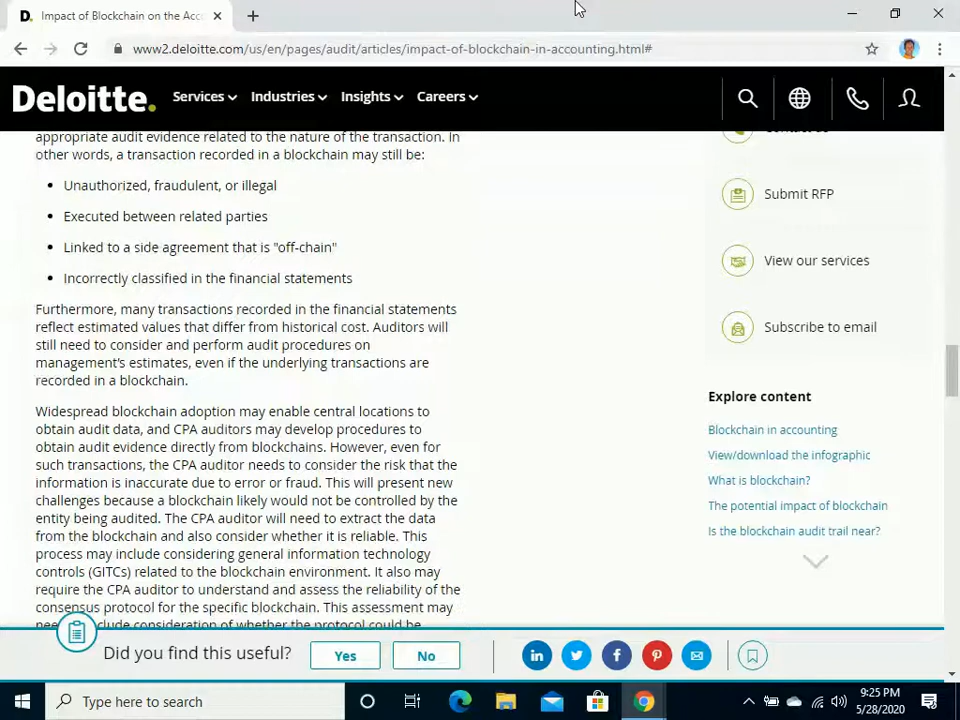 D. Impact of Blockchain on the Acc
www2.deloitte.com/us/en/pages/audit/articles/impact-of-blockchain-in-accounting.html#
Deloitte.
Services
Industries
Insights
Careers
appropriate audit evidence related to the nature of the transaction. In
other words, a transaction recorded in a blockchain may still be:
• Unauthorized, fraudulent, or illegal
• Executed between related parties
• Linked to a side agreement that is "off-chain"
• Incorrectly classified in the financial statements
Furthermore, many transactions recorded in the financial statements
reflect estimated values that differ from historical cost. Auditors will
still need to consider and perform audit procedures on
management's estimates, even if the underlying transactions are
recorded in a blockchain.
Widespread blockchain adoption may enable central locations to
obtain audit data, and CPA auditors may develop procedures to
obtain audit evidence directly from blockchains. However, even for
such transactions, the CPA auditor needs to consider the risk that the
information is inaccurate due to error or fraud. This will present new
challenges because a blockchain likely would not be controlled by the
entity being audited. The CPA auditor will need to extract the data
from the blockchain and also consider whether it is reliable. This
process may include considering general information technology
controls (GITCs) related to the blockchain environment. It also may
require the CPA auditor to understand and assess the reliability of the
consensus protocol for the specific blockchain. This assessment may
consideration of whether the protocol could be
Contact us
Submit RFP
View our services
Subscribe to email
Explore content
Blockchain in accounting
View/download the infographic
What is blockchain?
The potential impact of blockchain
Is the blockchain audit trail near?
Did you find this useful?
Yes
No
Type here to search
9:25 PM
5/28/2020